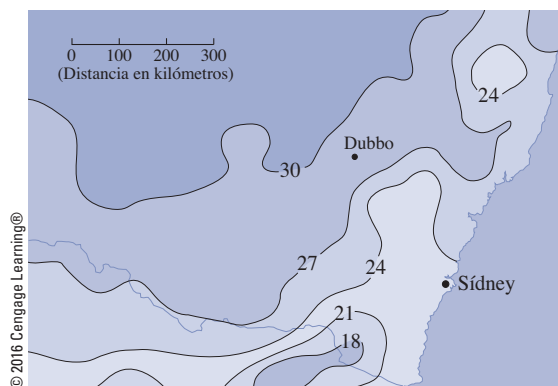 0 100 200 300
(Distancia en kilómetros)
24
Dubbo
30
27
24
Sídney
21
18
© 2016 Cengage Learning®